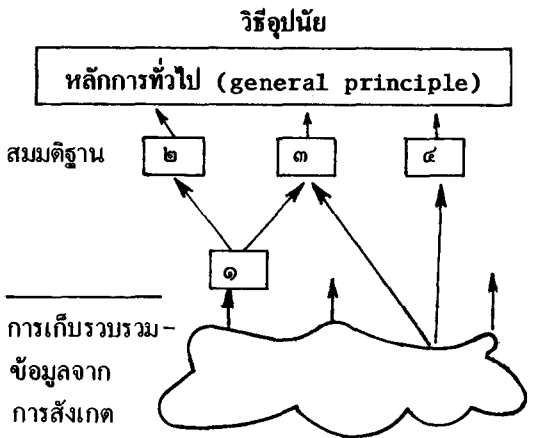 วิธีอุปนัย
หลักการทั่วไป (general principle)
สมมติฐาน
๒
๓
๔
๑
การเก็บรวบรวม-
ข้อมูลจาก
การสังเกต